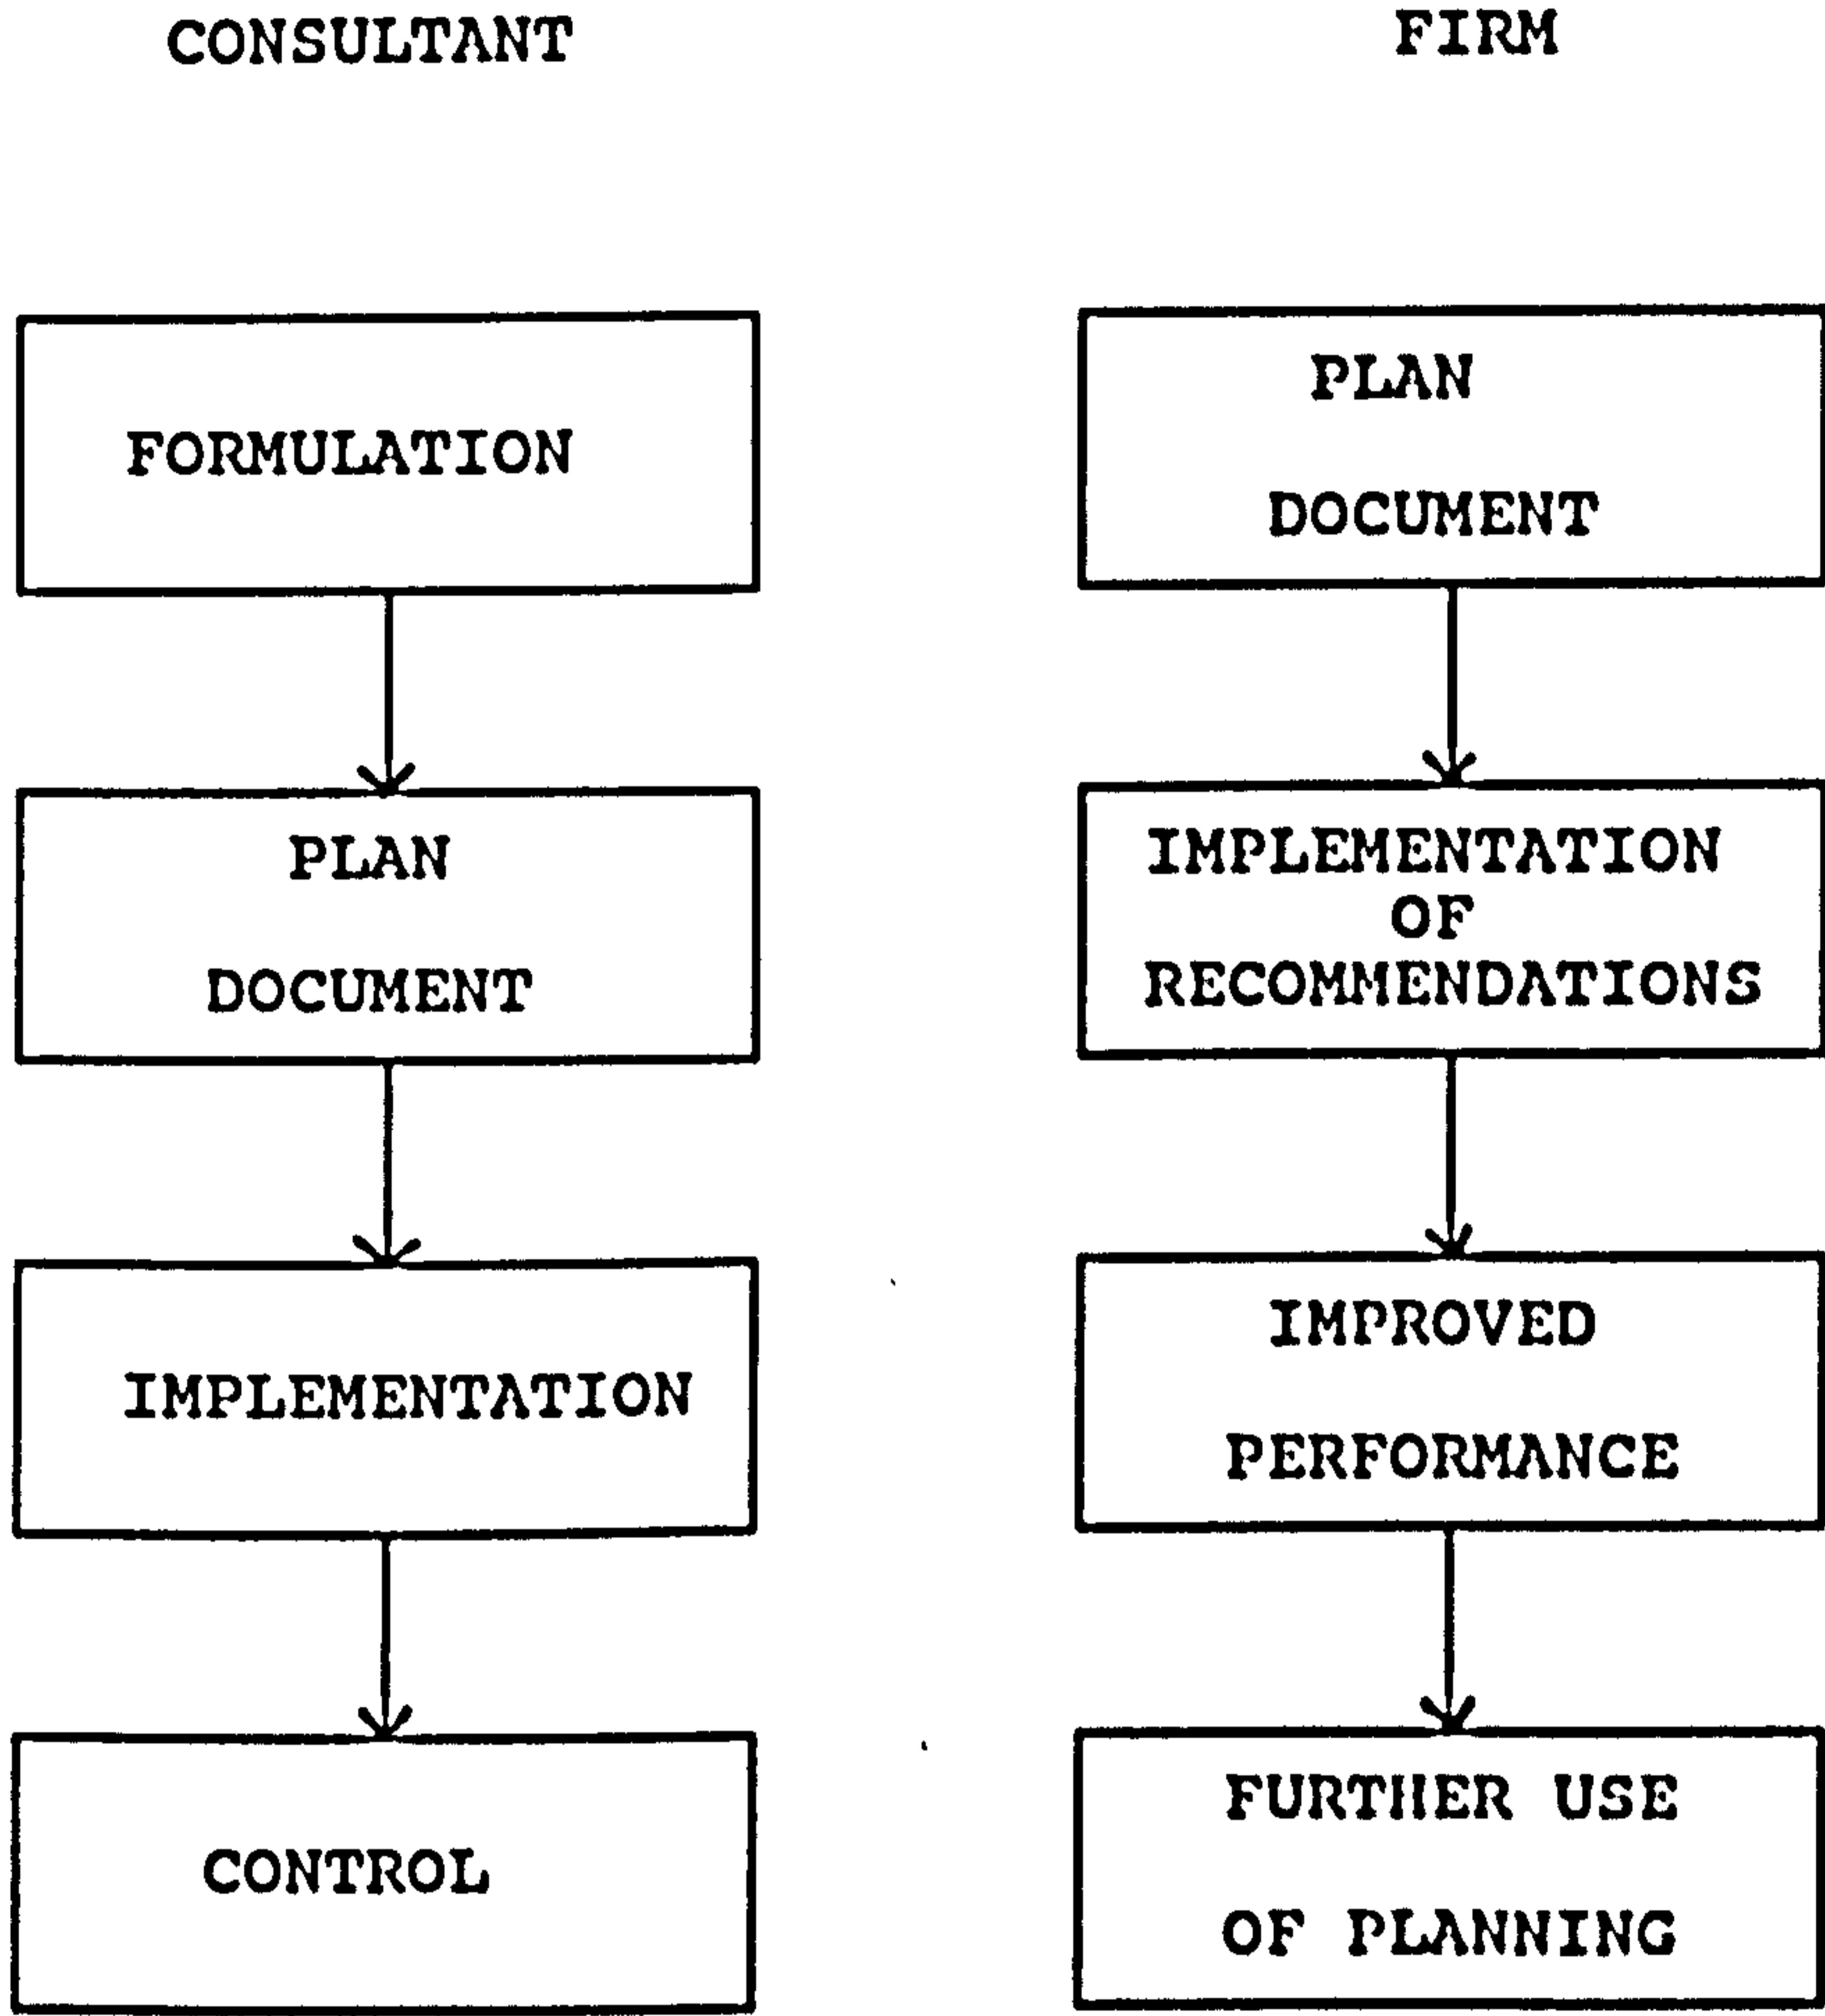 CONSULTANT
FORMULATION
PLAN
DOCUMENT
IMPLEMENTATION
CONTROL
FIRM
PLAN
DOCUMENT
IMPLEMENTATION
OF
RECOMMENDATIONS
IMPROVED
PERFORMANCE
FURTHER USE
OF PLANNING